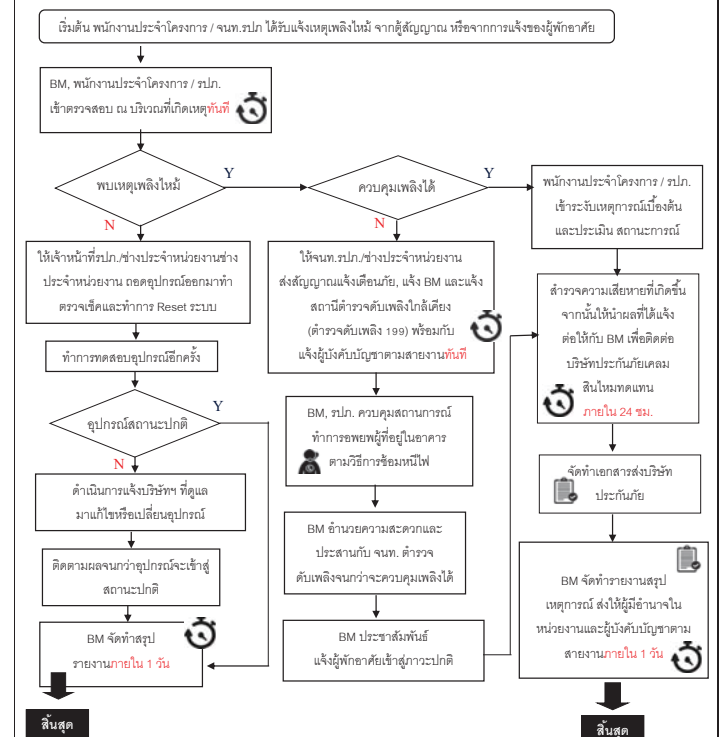 เริ่มต้น พนักงานประจำโครงการ / จนท.รปภ ได้รับแจ้งเหตุเพลิงไหม้ จากตู้สัญญาณ หรือจากการแจ้งของผู้พักอาศัย
BM, พนักงานประจำโครงการ / รปภ.
เข้าตรวจสอบ ณ บริเวณที่เกิดเหตุทันที
พบเหตุเพลิงไหม้
Y
N
ควบคุมเพลิงได้
Y
N
พนักงานประจำโครงการ / รปภ.
เข้าระงับเหตุการณ์เบื้องต้น
และประเมิน สถานะการณ์
ให้เจ้าหน้าที่รปภ./ช่างประจำหน่วยงานช่าง
ประจำหน่วยงาน ถอดอุปกรณ์ออกมาทำ
ตรวจเช็คและทำการ Reset ระบบ
ให้จนท.รปภ./ช่างประจำหน่วยงาน
ส่งสัญญาณแจ้งเตือนภัย, แจ้ง BM และแจ้ง
สถานีตำรวจดับเพลิงใกล้เคียง
(ตำรวจดับเพลิง 199) พร้อมกับ
แจ้งผู้บังคับบัญชาตามสายงานทันที
สำรวจความเสียหายที่เกิดขึ้น
จากนั้นให้นำผลที่ได้แจ้ง
ต่อให้กับ BM เพื่อติดต่อ
บริษัทประกันภัยเคลม
สินไหมทดแทน
ภายใน 24 ชม.
ทำการทดสอบอุปกรณ์อีกครั้ง
อุปกรณ์สถานะปกติ
Y
N
BM, รปภ. ควบคุมสถานการณ์
ทำการอพยพผู้ที่อยู่ในอาคาร
ตามวิธีการซ้อมหนีไฟ
จัดทำเอกสารส่งบริษัท
ประกันภัย
ดำเนินการแจ้งบริษัทฯ ที่ดูแล
มาแก้ไขหรือเปลี่ยนอุปกรณ์
BM อำนวยความสะดวกและ
ประสานกับ จนท. ตำรวจ
ดับเพลิงจนกว่าจะควบคุมเพลิงได้
ติดตามผลจนกว่าอุปกรณ์จะเข้าสู่
สถานะปกติ
BM จัดทำรายงานสรุป
เหตุการณ์ ส่งให้ผู้มีอำนาจใน
หน่วยงานและผู้บังคับบัญชาตาม
สายงานภายใน 1 วัน
BM จัดทำสรุป
รายงานภายใน 1 วัน
BM ประชาสัมพันธ์
แจ้งผู้พักอาศัยเข้าสู่ภาวะปกติ
สิ้นสุด
สิ้นสุด